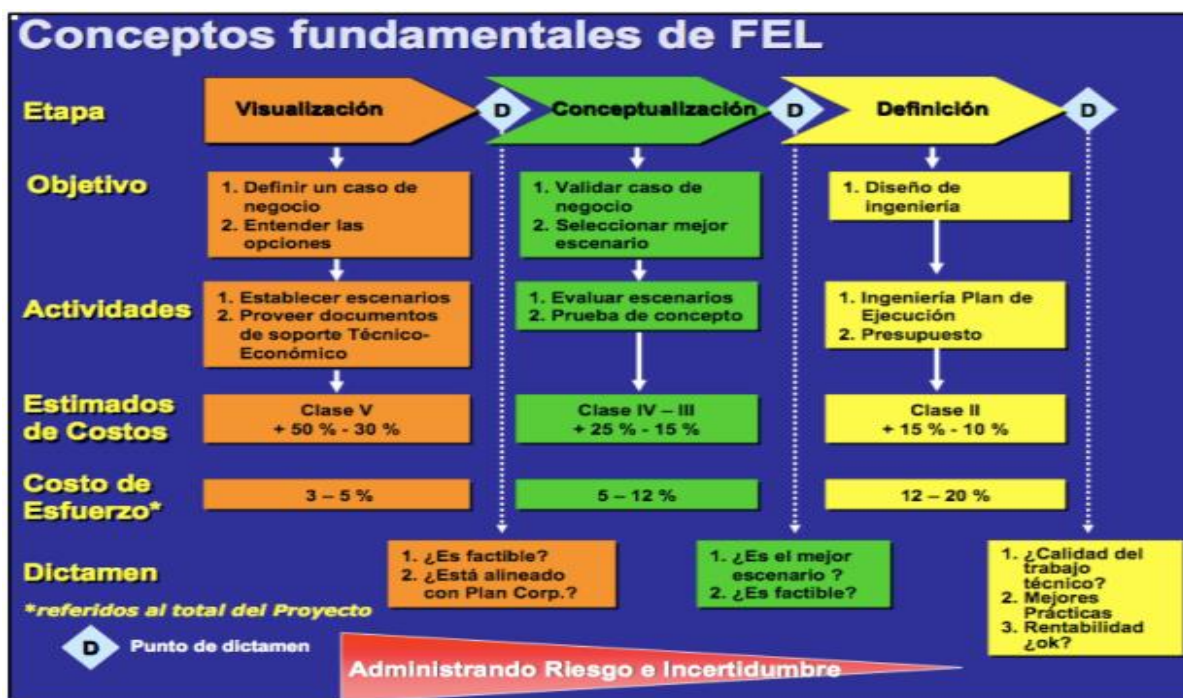 Conceptos fundamentales de FEL
Etapa
Visualización
D
Conceptualización
D
Definición
D
Objetivo
1. Definir un caso de
negocio
2. Entender las
opciones
1. Validar caso de
negocio
2. Seleccionar mejor
escenario
1. Diseño de
ingeniería
Actividades
1. Establecer escenarios
2. Proveer documentos
de soporte Técnico-
Económico
1. Evaluar escenarios
2. Prueba de concepto
1. Ingeniería Plan de
Ejecución
2. Presupuesto
Estimados
de Costos
Clase V
+ 50 % - 30 %
Clase IV – III
+ 25 % - 15 %
Clase II
+ 15 % - 10 %
Costo de
Esfuerzo*
3 – 5 %
5 – 12 %
12 – 20 %
Dictamen
1. ¿Es factible?
2. ¿Está alineado
con Plan Corp.?
1. ¿Es el mejor
escenario ?
2. ¿Es factible?
1. ¿Calidad del
trabajo
técnico?
2. Mejores
Prácticas
3. Rentabilidad
¿ok?
*referidos al total del Proyecto
D Punto de dictamen
Administrando Riesgo e Incertidumbre